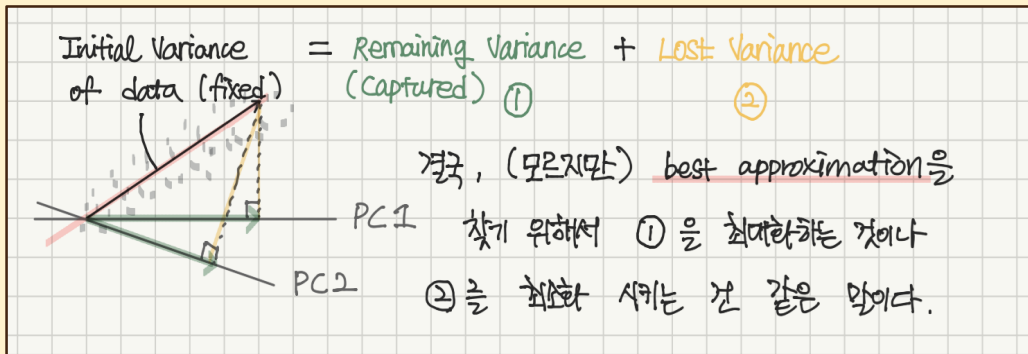 Initial Variance = Remaining Variance + Lost Variance
of data (fixed) (Captured) ① ②
결국, (모르지만) best approximation을
PC1 찾기 위해서 ① 을 최대화하는 것이나
PC2 ②를 최소화 시키는 건 같은 말이다.